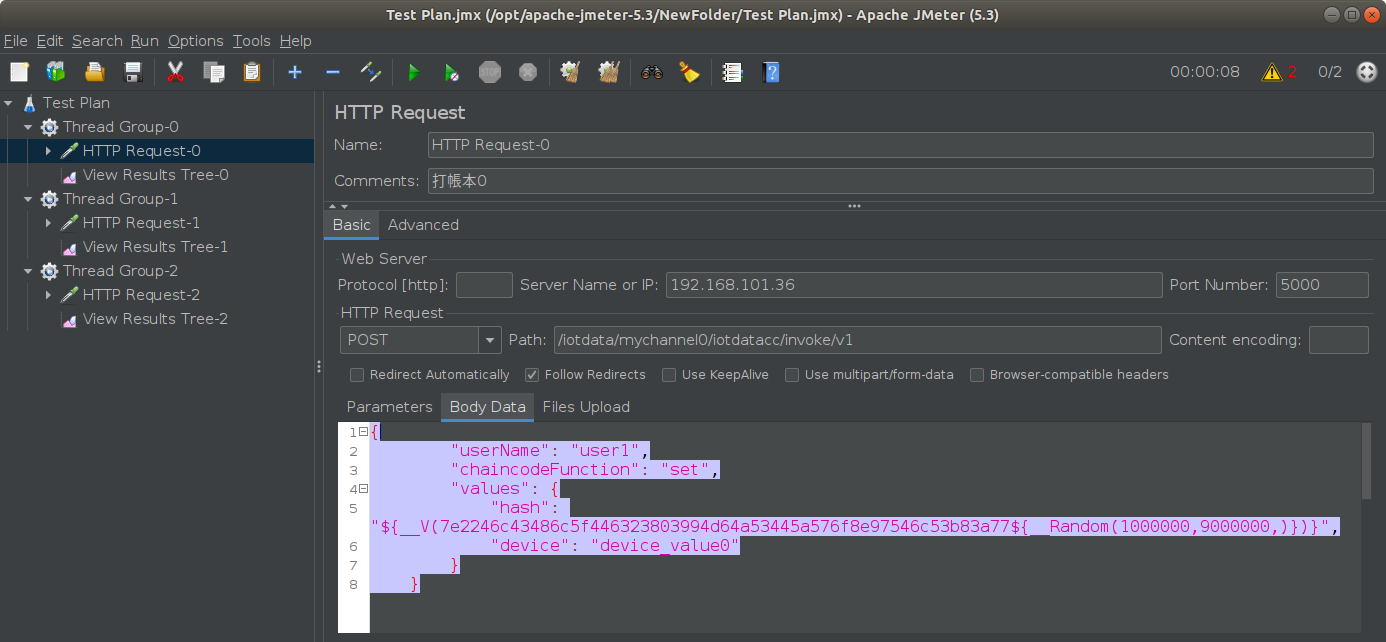 Test Plan.jmx (/opt/apache-jmeter-5.3/NewFolder/Test Plan.jmx) - Apache JMeter (5.3)
File Edit Search Run Options Tools Help
STOP
00:00:08 2 0/2
Test Plan
Thread Group-0
HTTP Request-0
View Results Tree-0
Thread Group-1
HTTP Request-1
View Results Tree-1
Thread Group-2
HTTP Request-2
View Results Tree-2
HTTP Request
Name: HTTP Request-0
Comments: 打帳本0
Basic Advanced
Web Server
Protocol [http]: Server Name or IP: 192.168.101.36 Port Number: 5000
HTTP Request
POST Path: /iotdata/mychannel0/iotdatacc/invoke/v1 Content encoding:
Redirect Automatically Follow Redirects Use KeepAlive Use multipart/form-data Browser-compatible headers
Parameters Body Data Files Upload
1 {
2 "userName": "user1",
3 "chaincodeFunction": "set",
4 "values": {
5 "hash":
"${__V(7e2246c43486c5f446323803994d64a53445a576f8e97546c53b83a77${__Random(1000000,9000000,)})}",
6 "device": "device_value0"
7 }
8 }